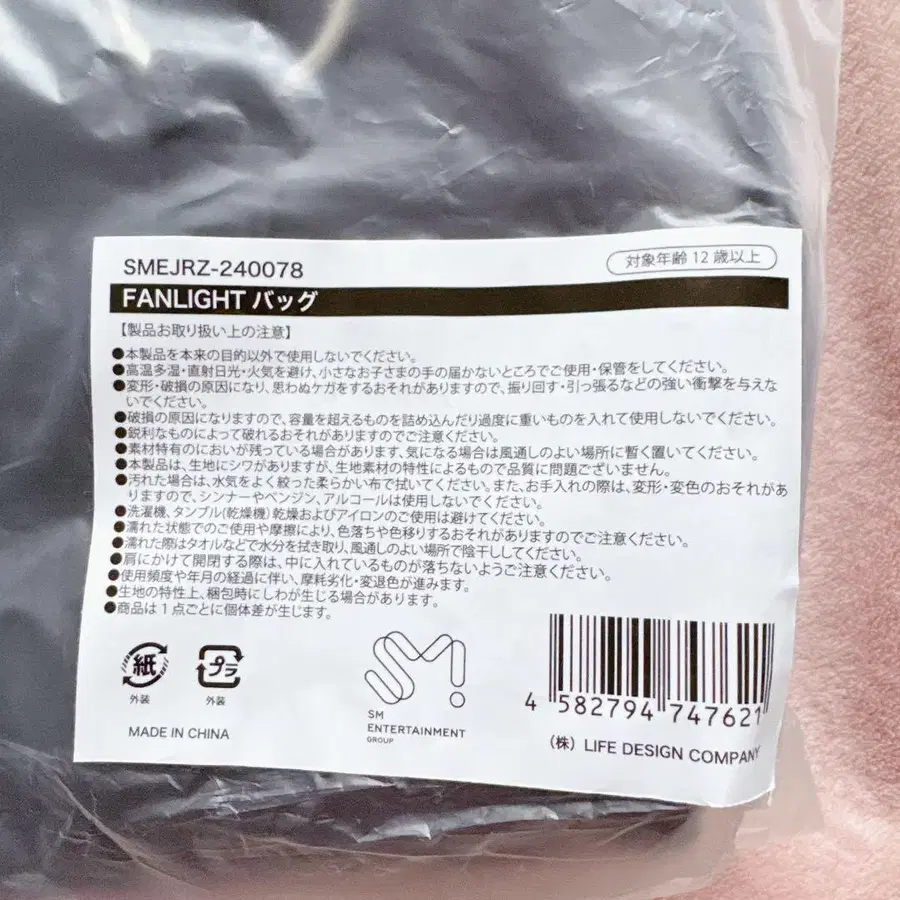 SMEJRZ-240078
対象年齢12歳以上
FANLIGHT バッグ
【製品お取り扱い上の注意】
●本製品を本来の目的以外で使用しないでください。
●高温多湿・直射日光・火気を避け、小さなお子さまの手の届かないところでご使用・保管をしてください。
●変形・破損の原因になり、思わぬケガをするおそれがありますので、振り回す・引っ張るなどの強い衝撃を与えな
いでください。
●破損の原因になりますので、容量を超えるものを詰め込んだり過度に重いものを入れて使用しないでください。
●鋭利なものによって破れるおそれがありますのでご注意ください。
●素材特有のにおいが残っている場合があります、気になる場合は風通しのよい場所に暫く置いてください。
●本製品は、生地にシワがありますが、生地素材の特性によるもので品質に問題ございません。
●汚れた場合は、水気をよく絞った柔らかい布で拭いてください。また、お手入れの際は、変形・変色のおそれがあ
りますので、シンナーやベンジン、アルコールは使用しないでください。
●洗濯機、タンブル(乾燥機)乾燥およびアイロンのご使用は避けてください。
●濡れた状態でのご使用や摩擦により、色落ちや色移りするおそれがありますのでご注意ください。
●濡れた際はタオルなどで水分を拭き取り、風通しのよい場所で陰干ししてください。
●肩にかけて開閉する際は、中に入れているものが落ちないようご注意ください。
●使用頻度や年月の経過に伴い、摩耗劣化・変退色が進みます。
●生地の特性上、梱包時にしわが生じる場合があります。
●商品は1点ごとに個体差が生じます。
紙
外装
プラ
外装
SM
SM
ENTERTAINMENT
GROUP
4 582794 747621
MADE IN CHINA
(株) LIFE DESIGN COMPANY